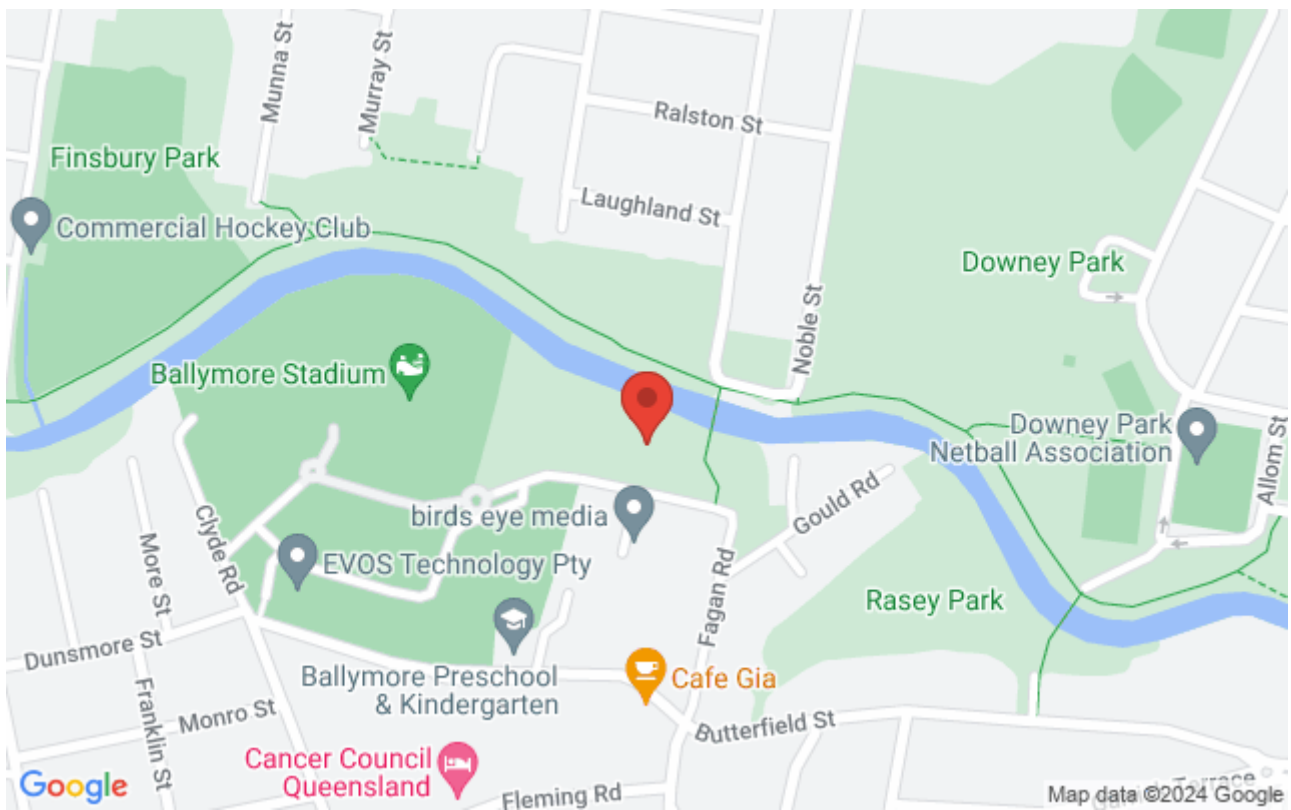 Munna St
Murray St
Ralston St
Finsbury Park
Laughland St
Commercial Hockey Club
Downey Park
Noble St
Ballymore Stadium
Downey Park
Netball Association
Allom St
Gould Rd
birds eye media
Clyde Rd
More St
EVOS Technology Pty
Fagan Rd
Rasey Park
Dunsmore St
Ballymore Preschool
& Kindergarten
Cafe Gia
Franklin St
Monro St
Butterfield St
Cancer Council
Queensland
Terrace
Google
Fleming Rd
Map data ©2024 Google